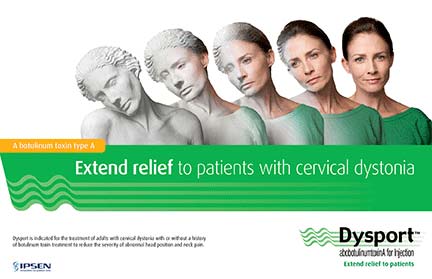 A botulinum toxin type A
Extend relief to patients with cervical dystonia
Dysport is indicated for the treatment of adults with cervical dystonia with or without a history
of botulinum toxin treatment to reduce the severity of abnormal head position and neck pain.
Dysport™
abobotulinumtoxinA for Injection
Extend relief to patients
IPSEN